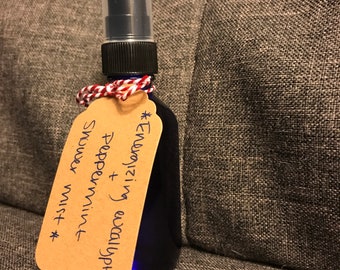 *Energizing eucalypt
+
Peppermint
Shower mist*